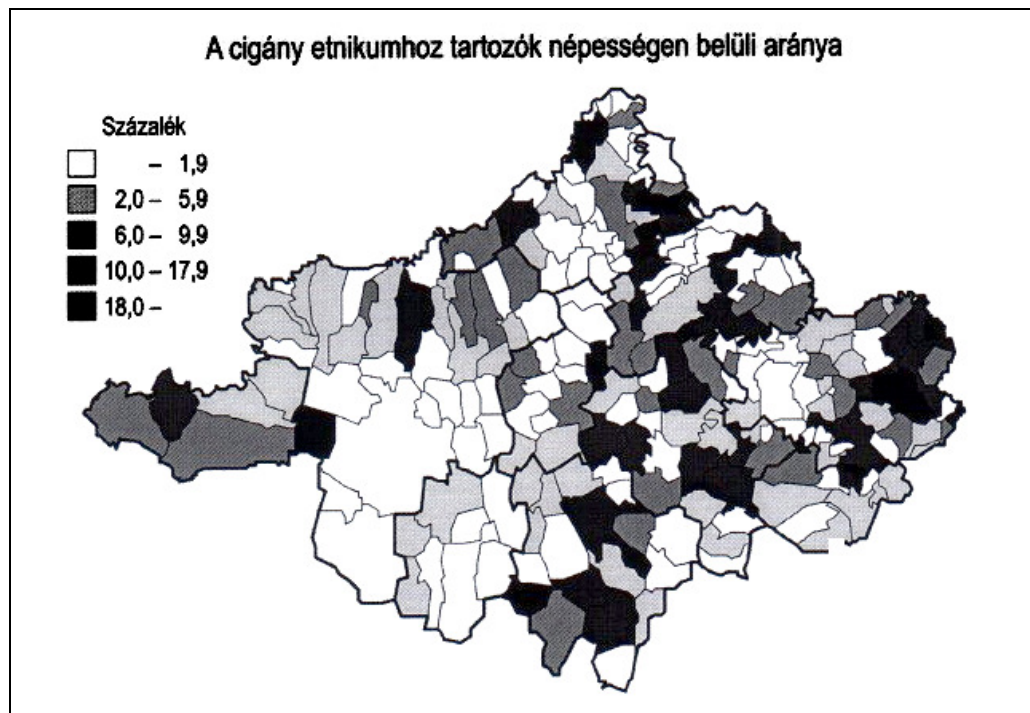 A cigány etnikumhoz tartozók népességen belüli aránya
Százalék
– 1,9
2,0 – 5,9
6,0 – 9,9
10,0 – 17,9
18,0 –